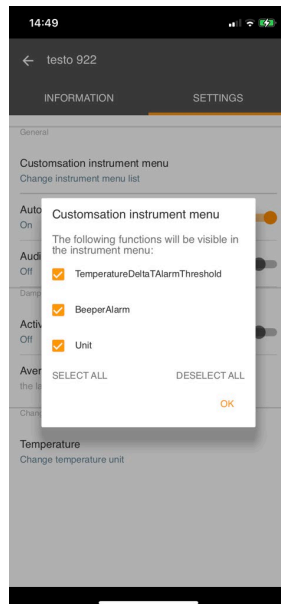 14:49
testo 922
INFORMATION SETTINGS
General
Customsation instrument menu
Change instrument menu list
Auto
On
Customsation instrument menu
The following functions will be visible in
the instrument menu:
TemperatureDeltaTAlarmThreshold
BeeperAlarm
Unit
SELECT ALL DESELECT ALL
OK
Audi
Off
Damp
Activ
Off
Aver
the la
Chang
Temperature
Change temperature unit